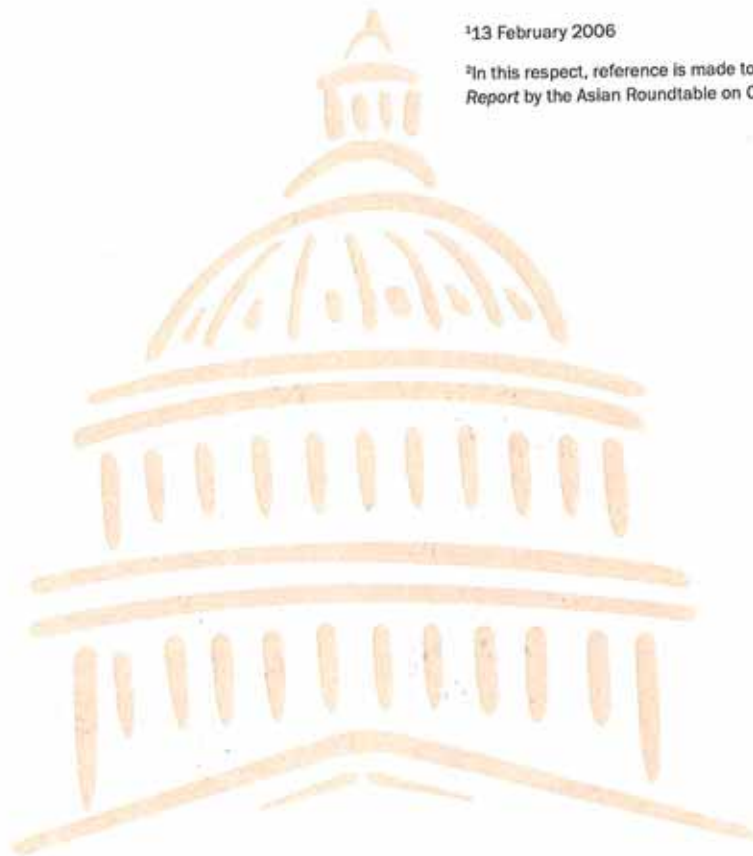 ¹13 February 2006
²In this respect, reference is made to
Report by the Asian Roundtable on